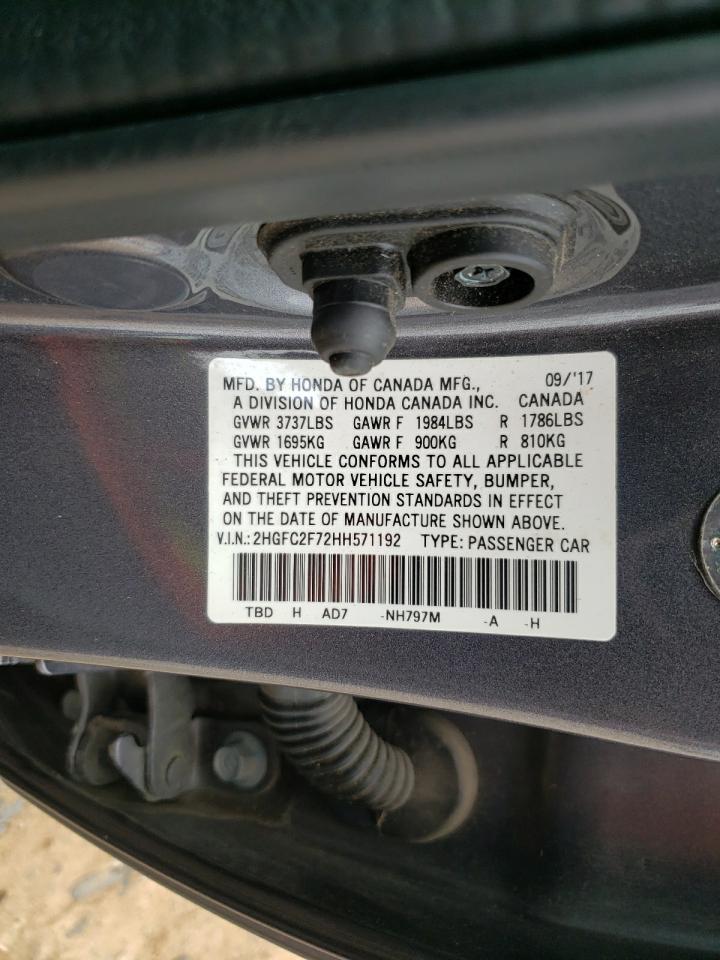 MFD. BY HONDA OF CANADA MFG., 09/'17
A DIVISION OF HONDA CANADA INC. CANADA
GVWR 3737LBS GAWR F 1984LBS R 1786LBS
GVWR 1695KG GAWR F 900KG R 810KG
THIS VEHICLE CONFORMS TO ALL APPLICABLE
FEDERAL MOTOR VEHICLE SAFETY, BUMPER,
AND THEFT PREVENTION STANDARDS IN EFFECT
ON THE DATE OF MANUFACTURE SHOWN ABOVE.
V.I.N.: 2HGFC2F72HH571192 TYPE: PASSENGER CAR
TBD H AD7 -NH797M -A -H